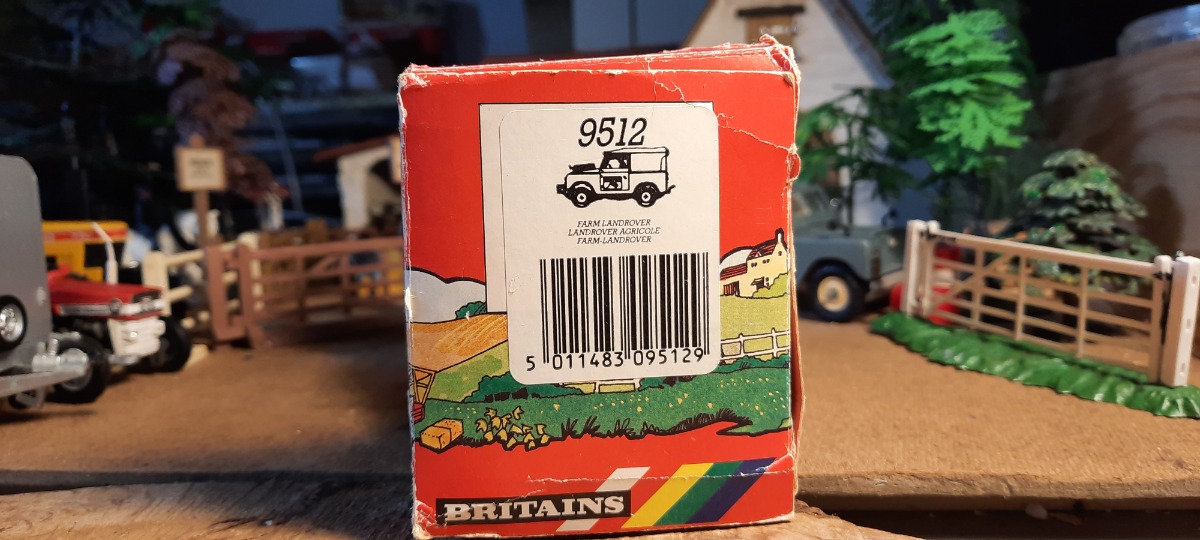 9512
FARM LANDROVER
LANDROVER AGRICOLE
FARM-LANDROVER
5 011483 095129
BRITAINS